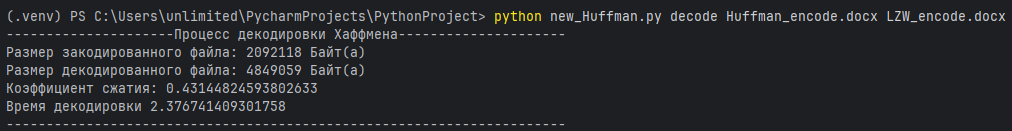 (.venv) PS C:\Users\unlimited\PycharmProjects\PythonProject> python new_Huffman.py decode Huffman_encode.docx LZW_encode.docx
---------------------Процесс декодировки Хаффмена---------------------
Размер закодированного файла: 2092118 Байт(а)
Размер декодированного файла: 4849059 Байт(а)
Коэффициент сжатия: 0.43144824593802633
Время декодировки 2.376741409301758
----------------------------------------------------------------------